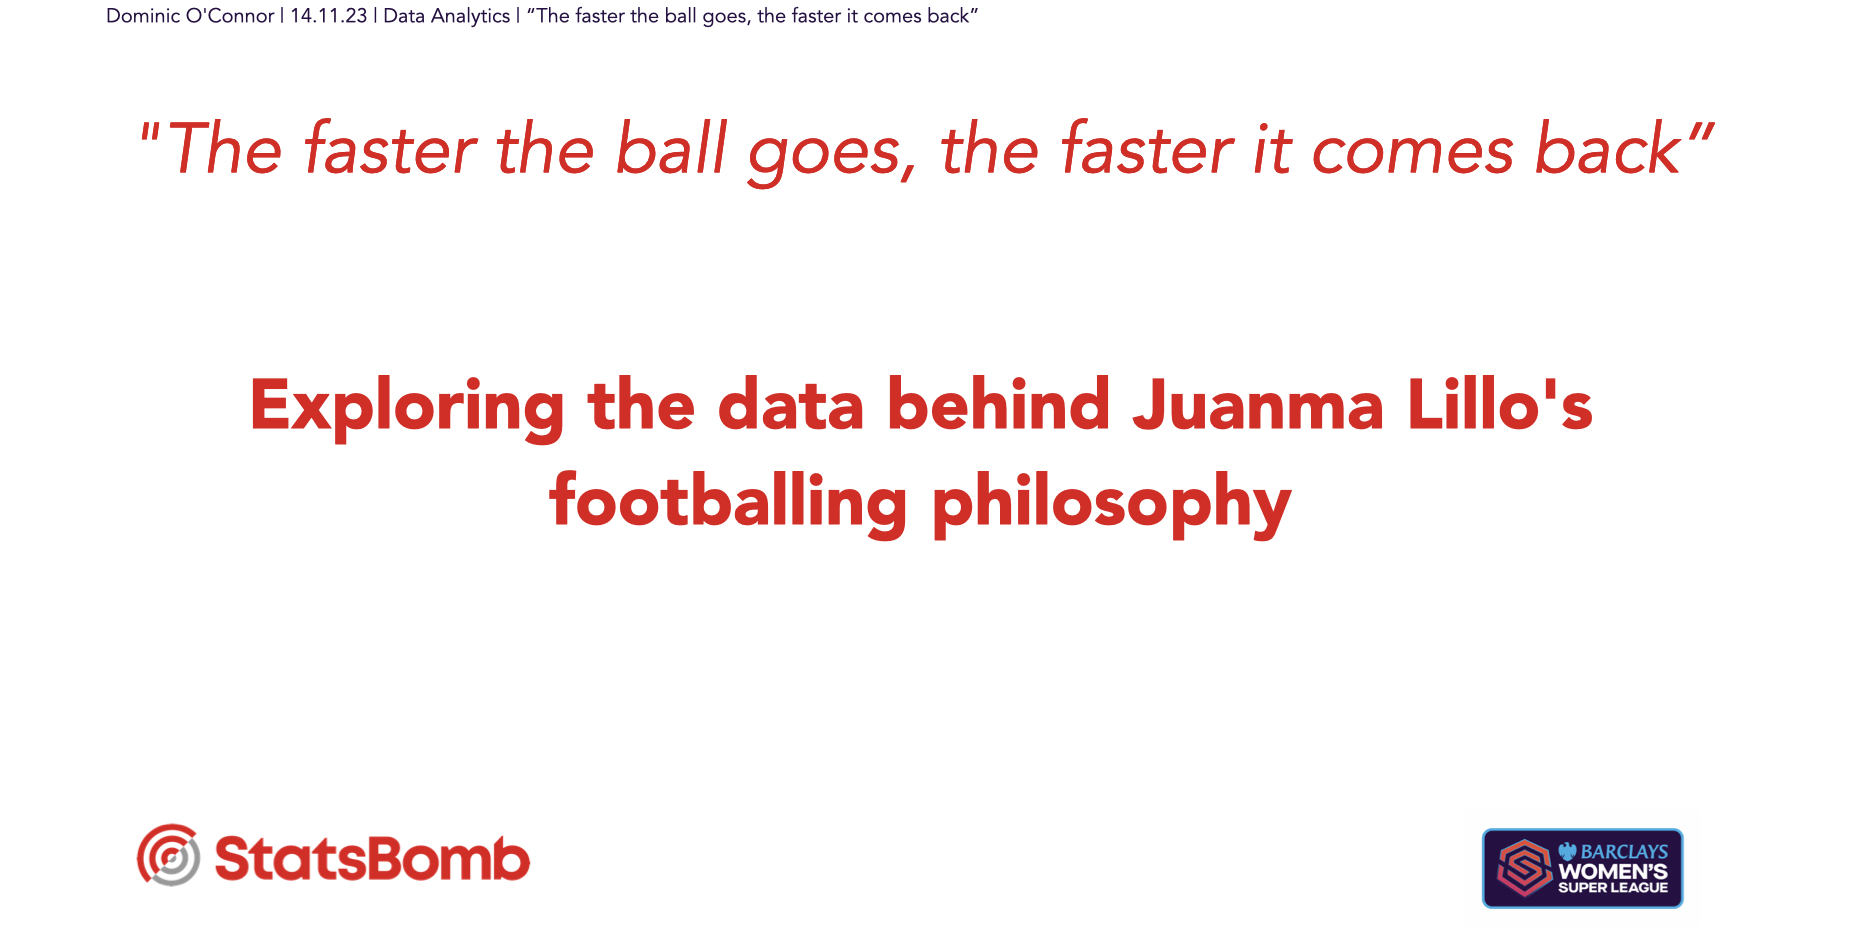 Dominic O'Connor | 14.11.23 | Data Analytics | “The faster the ball goes, the faster it comes back”
"The faster the ball goes, the faster it comes back”
Exploring the data behind Juanma Lillo's
footballing philosophy
StatsBomb
BARCLAYS
WOMEN'S
SUPER LEAGUE